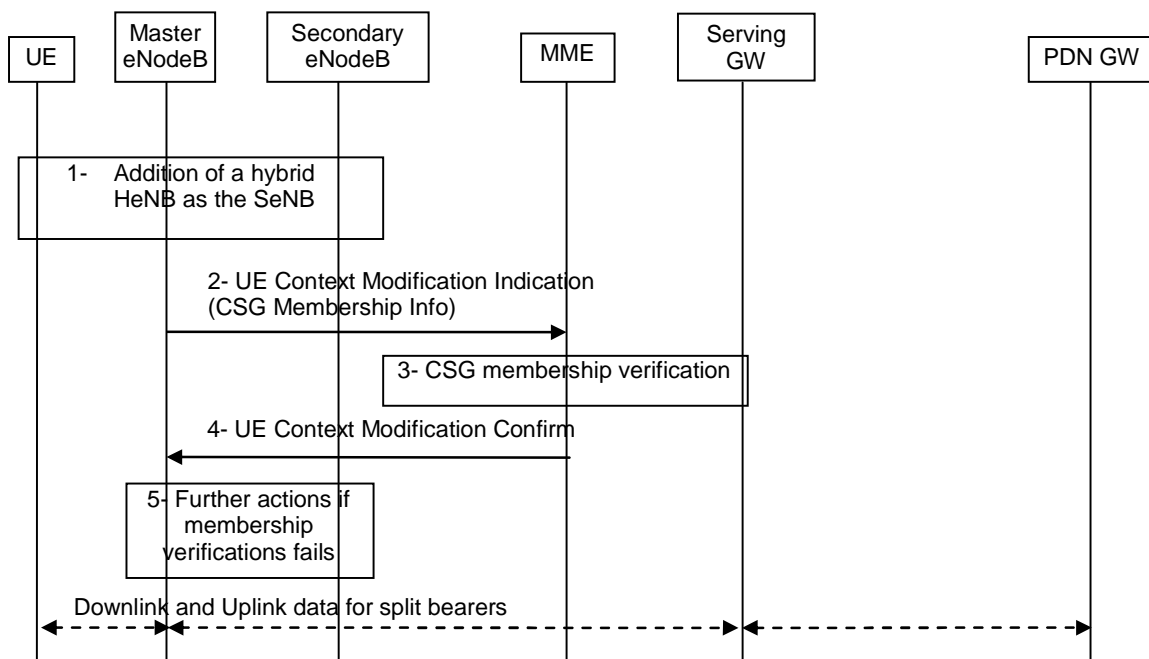 UE
Master
eNodeB
Secondary
eNodeB
MME
Serving
GW
PDN GW
1- Addition of a hybrid
HeNB as the SeNB
2- UE Context Modification Indication
(CSG Membership Info)
3- CSG membership verification
4- UE Context Modification Confirm
5- Further actions if
membership
verifications fails
Downlink and Uplink data for split bearers